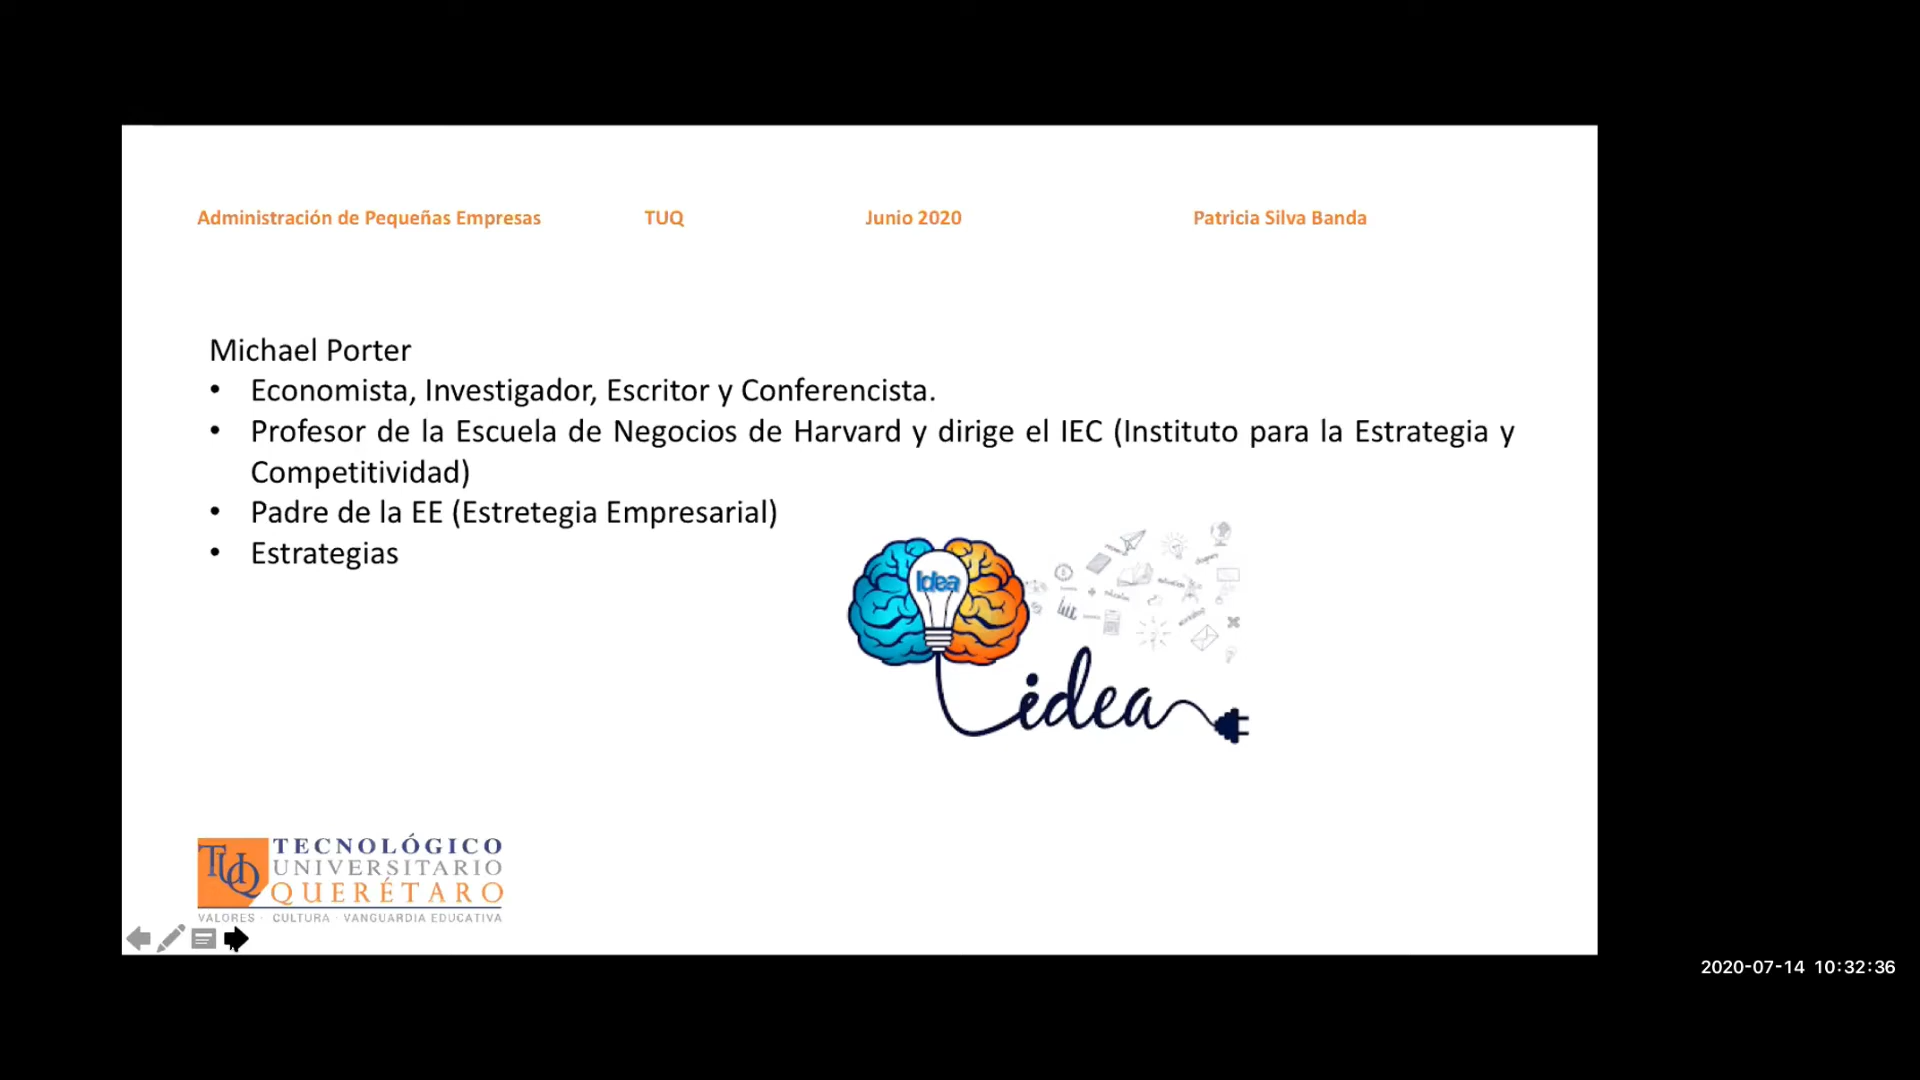 Administración de Pequeñas Empresas TUQ Junio 2020 Patricia Silva Banda
Michael Porter
• Economista, Investigador, Escritor y Conferencista.
• Profesor de la Escuela de Negocios de Harvard y dirige el IEC (Instituto para la Estrategia y
Competitividad)
• Padre de la EE (Estretegia Empresarial)
• Estrategias
Idea
idea
TUQ
TECNOLÓGICO
UNIVERSITARIO
QUERÉTARO
VALORES · CULTURA · VANGUARDIA EDUCATIVA
2020-07-14 10:32:36